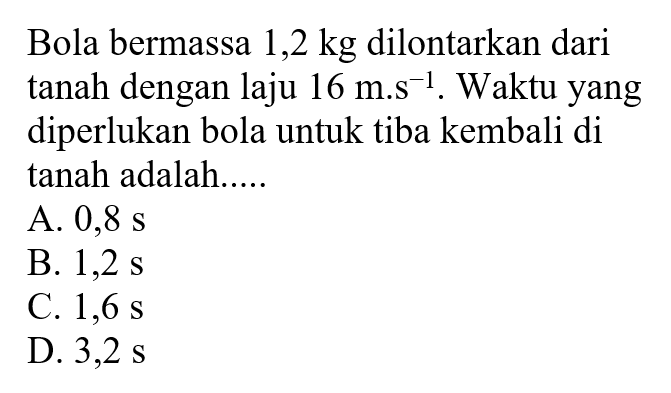 Bola bermassa 1,2 kg dilontarkan dari
tanah dengan laju 16 m.s⁻¹. Waktu yang
diperlukan bola untuk tiba kembali di
tanah adalah.....
A. 0,8 s
B. 1,2 s
C. 1,6 s
D. 3,2 s